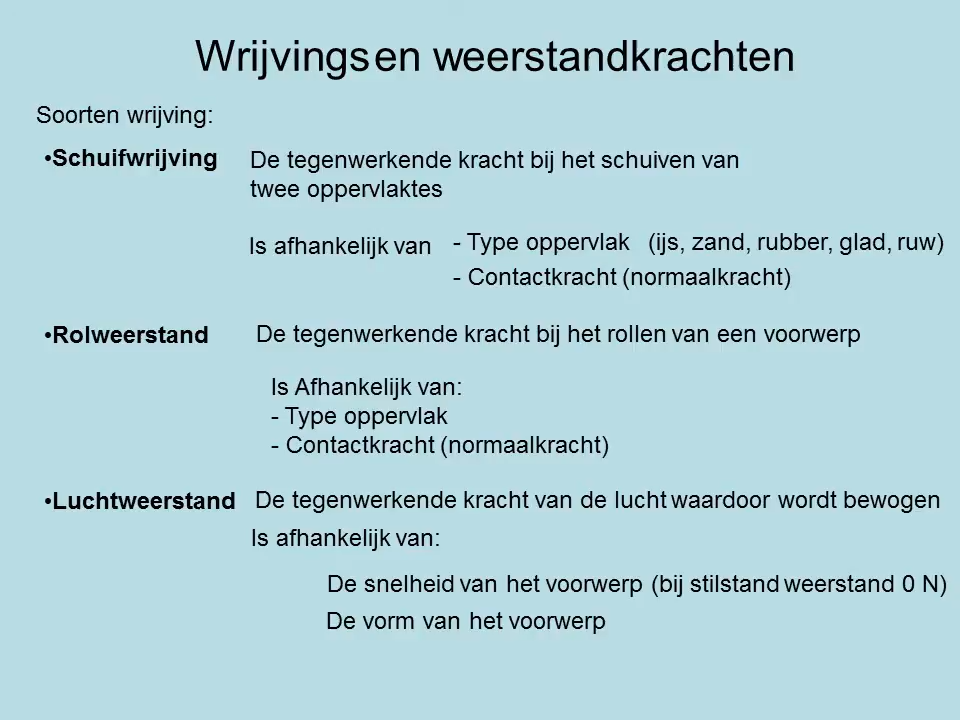 Wrijvings en weerstandkrachten
Soorten wrijving:
•Schuifwrijving
De tegenwerkende kracht bij het schuiven van
twee oppervlaktes
Is afhankelijk van
- Type oppervlak (ijs, zand, rubber, glad, ruw)
- Contactkracht (normaalkracht)
•Rolweerstand
De tegenwerkende kracht bij het rollen van een voorwerp
Is Afhankelijk van:
- Type oppervlak
- Contactkracht (normaalkracht)
•Luchtweerstand
De tegenwerkende kracht van de lucht waardoor wordt bewogen
Is afhankelijk van:
De snelheid van het voorwerp (bij stilstand weerstand 0 N)
De vorm van het voorwerp